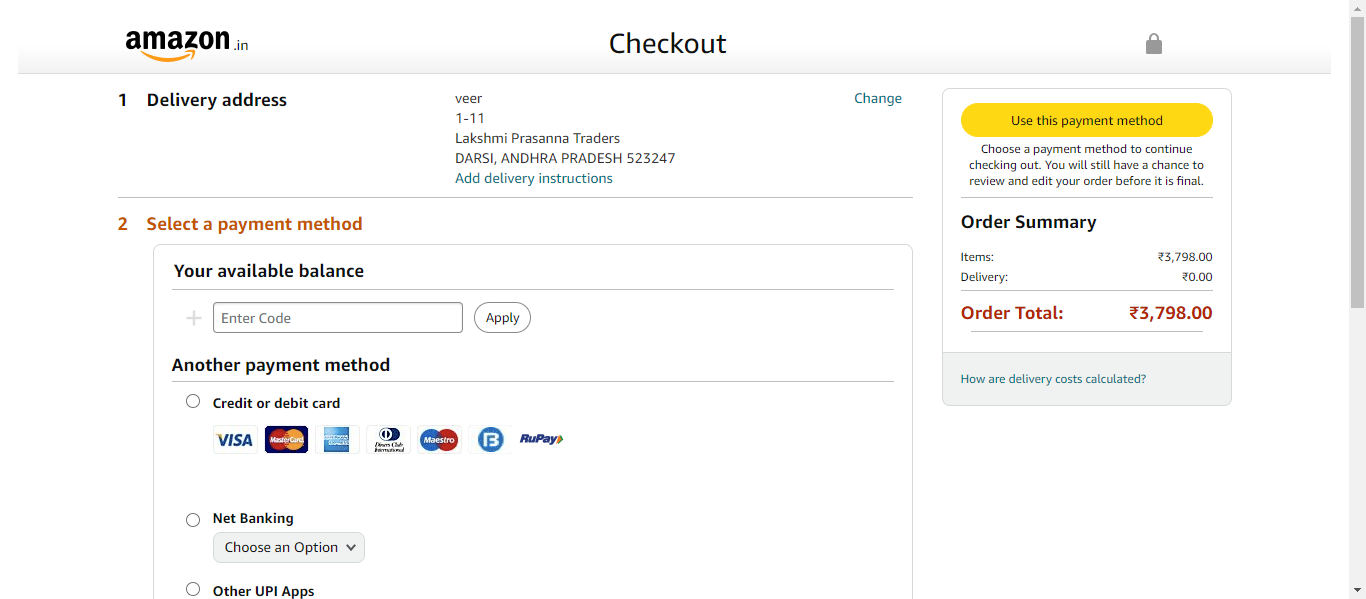 amazon.in
Checkout
1 Delivery address
veer
1-11
Lakshmi Prasanna Traders
DARSI, ANDHRA PRADESH 523247
Add delivery instructions
Change
2 Select a payment method
Your available balance
Enter Code
Apply
Another payment method
Credit or debit card
VISA MasterCard AMERICAN EXPRESS Diners Club International Maestro B RuPay
Net Banking
Choose an Option
Other UPI Apps
Use this payment method
Choose a payment method to continue
checking out. You will still have a chance to
review and edit your order before it is final.
Order Summary
Items: ₹3,798.00
Delivery: ₹0.00
Order Total: ₹3,798.00
How are delivery costs calculated?